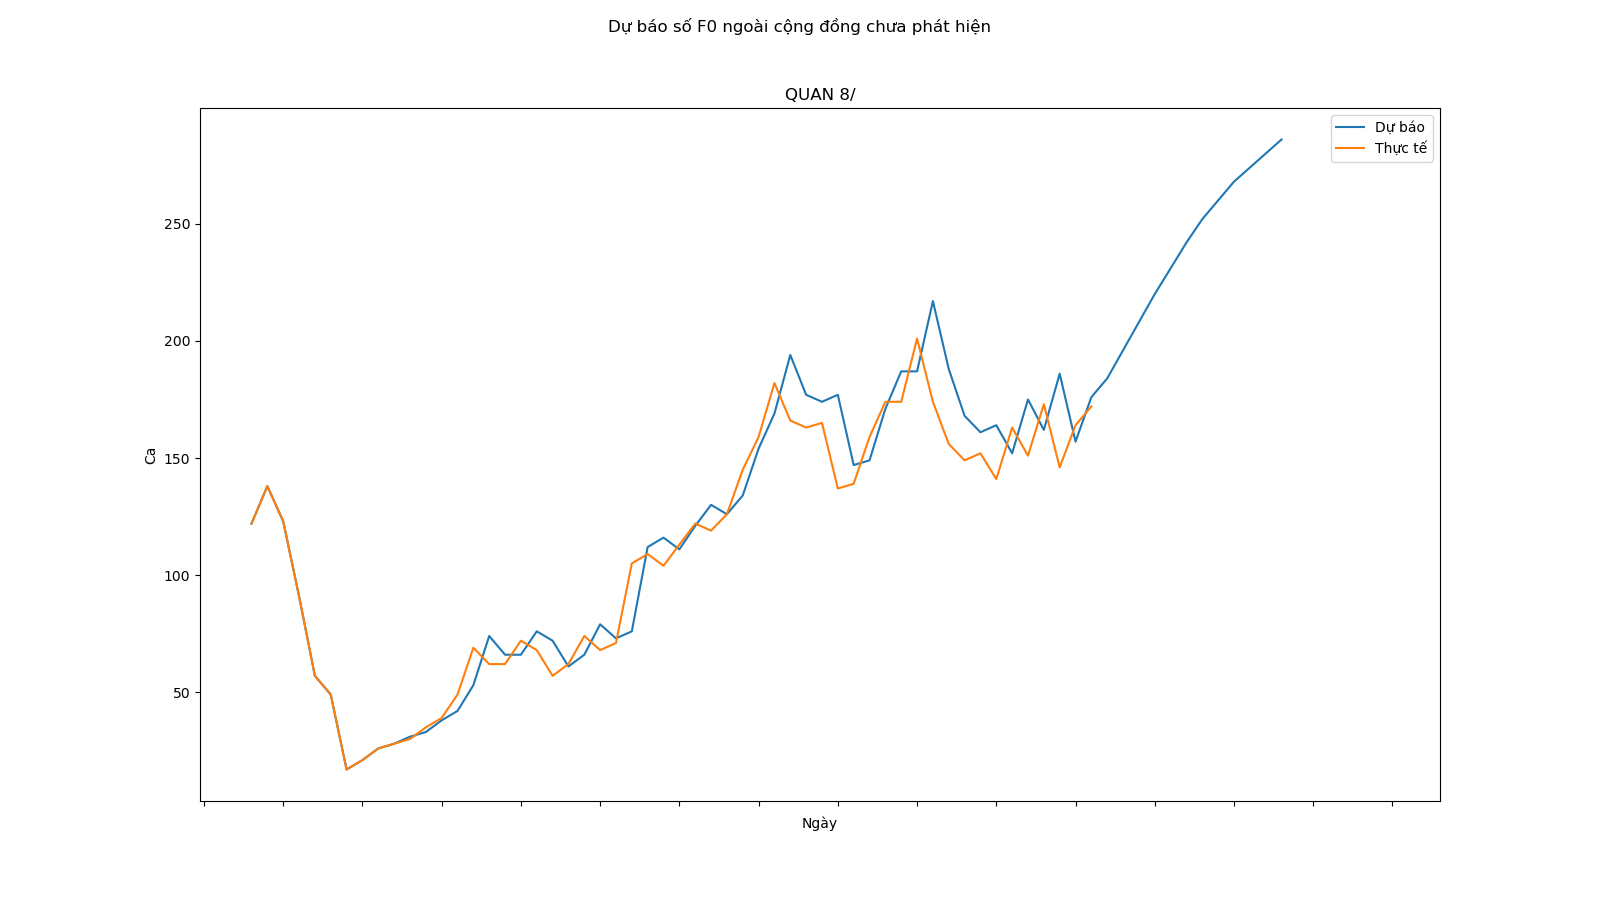 Dự báo số F0 ngoài cộng đồng chưa phát hiện
QUAN 8/
Dự báo
Thực tế
250
200
150
100
50
Ca
Ngày